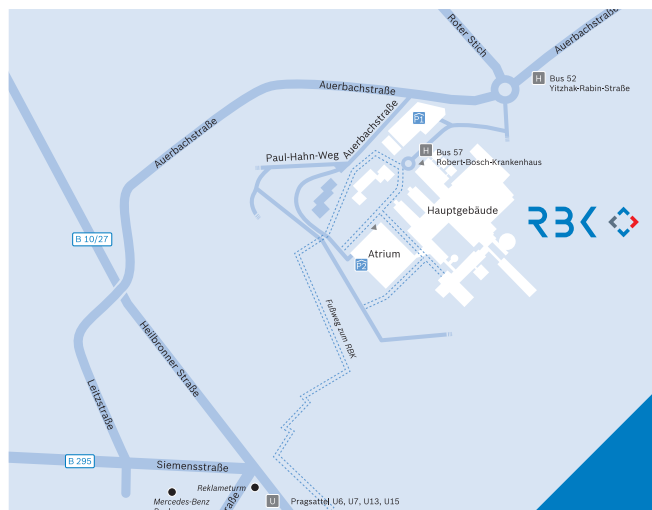 Roter Stich
Auerbachstraße
H Bus 52
Yitzhak-Rabin-Straße
Auerbachstraße
P1
Auerbachstraße
Auerbachstraße
H Bus 57
Robert-Bosch-Krankenhaus
Paul-Hahn-Weg
Hauptgebäude
RBK
B 10/27
Atrium
P2
Fußweg zum RBK
Heilbronner Straße
Leitzstraße
B 295
Siemensstraße
Reklameturm
Mercedes-Benz
U Pragsattel U6, U7, U13, U15